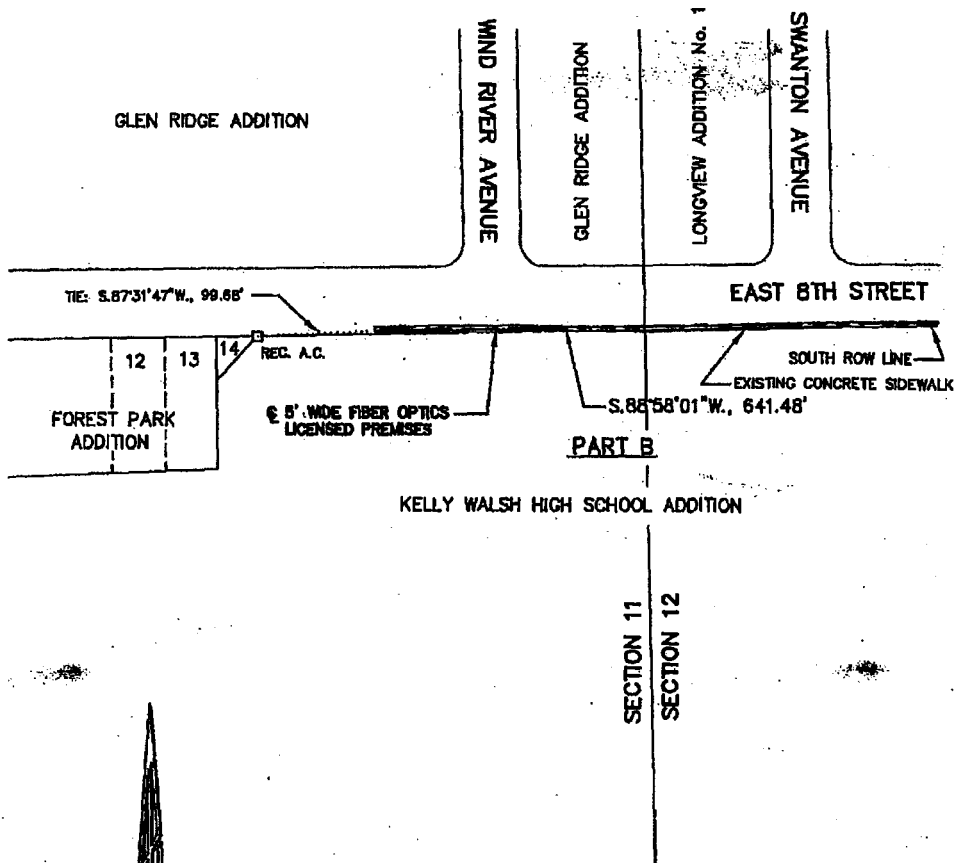 GLEN RIDGE ADDITION
WIND RIVER AVENUE
GLEN RIDGE ADDITION
LONGVIEW ADDITION No. 1
SWANTON AVENUE
TIE: S.87°31'47"W., 99.68'
EAST 8TH STREET
12
13
14
REC. A.C.
SOUTH ROW LINE
EXISTING CONCRETE SIDEWALK
FOREST PARK
ADDITION
℄ 5' WIDE FIBER OPTICS
LICENSED PREMISES
S.88°58'01"W., 641.48'
PART B
KELLY WALSH HIGH SCHOOL ADDITION
SECTION 11
SECTION 12